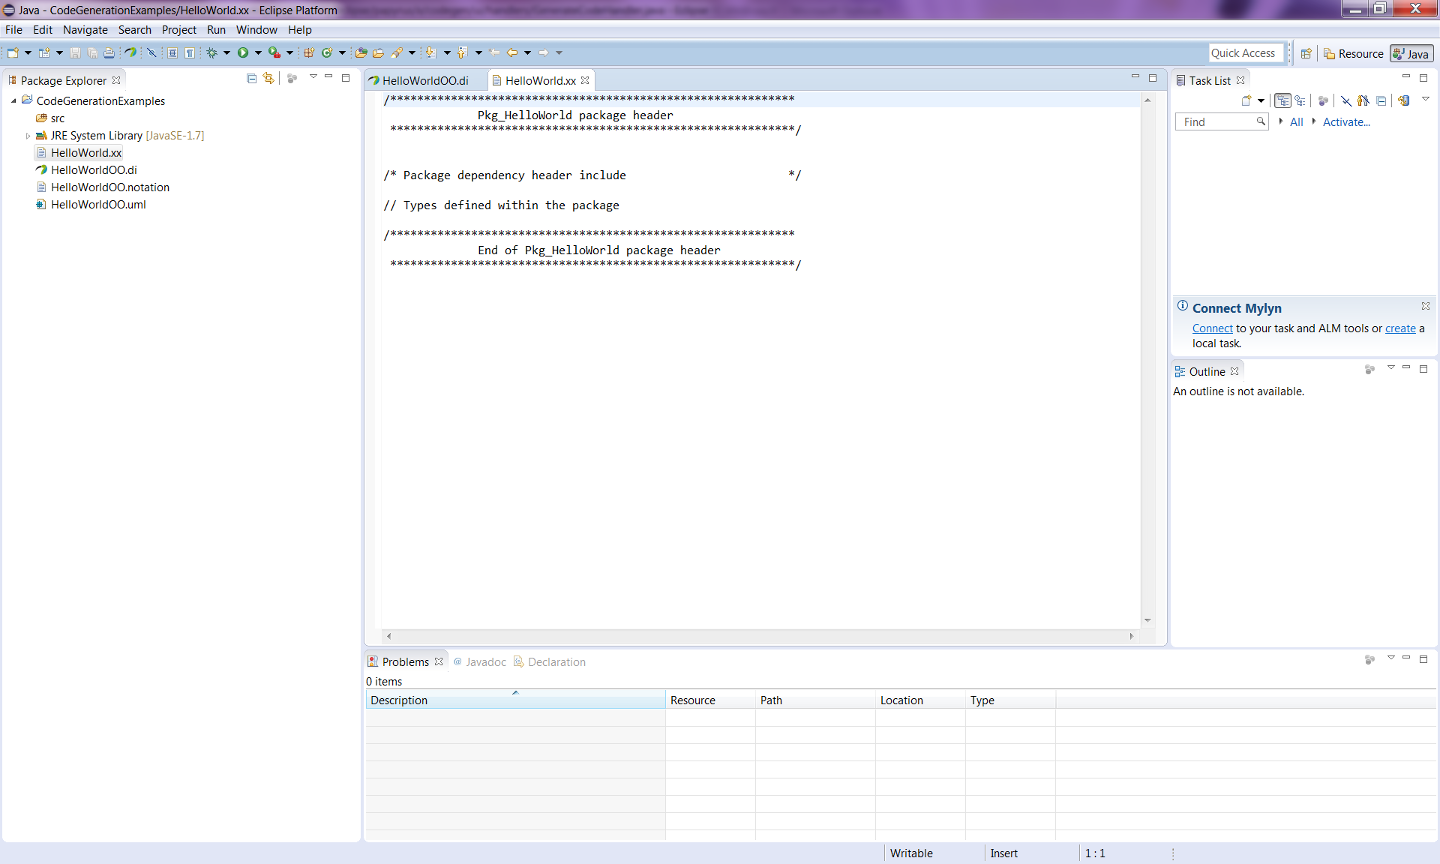 Java - CodeGenerationExamples/HelloWorld.xx - Eclipse Platform
File Edit Navigate Search Project Run Window Help
Quick Access
Resource
Java
Package Explorer
CodeGenerationExamples
src
JRE System Library [JavaSE-1.7]
HelloWorld.xx
HelloWorldOO.di
HelloWorldOO.notation
HelloWorldOO.uml
HelloWorldOO.di
HelloWorld.xx
/************************************************************
Pkg_HelloWorld package header
************************************************************/
/* Package dependency header include */
// Types defined within the package
/************************************************************
End of Pkg_HelloWorld package header
************************************************************/
Task List
Find
All
Activate...
Connect Mylyn
Connect to your task and ALM tools or create a
local task.
Outline
An outline is not available.
Problems
@ Javadoc
Declaration
0 items
Description Resource Path Location Type
Writable Insert 1 : 1